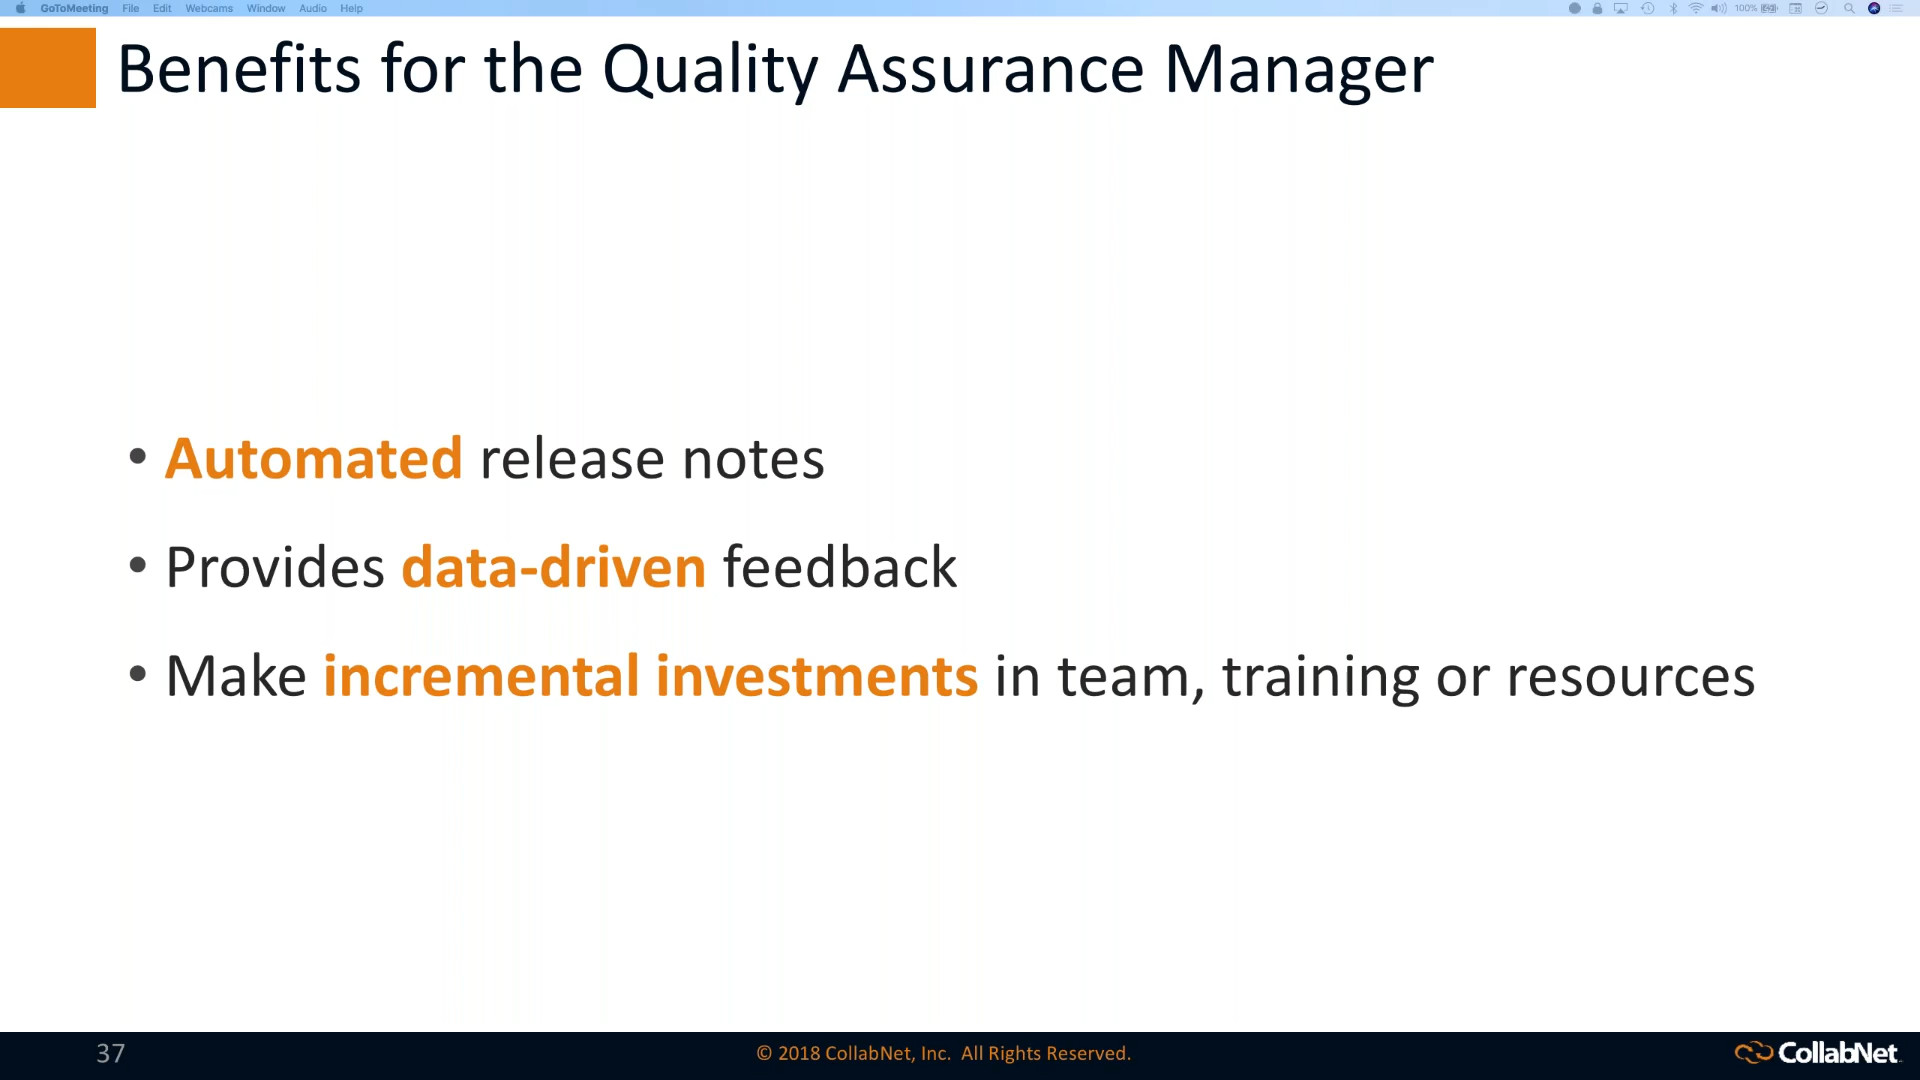 GoToMeeting File Edit Webcams Window Audio Help 100%
Benefits for the Quality Assurance Manager
• Automated release notes
• Provides data-driven feedback
• Make incremental investments in team, training or resources
37 © 2018 CollabNet, Inc. All Rights Reserved. CollabNet